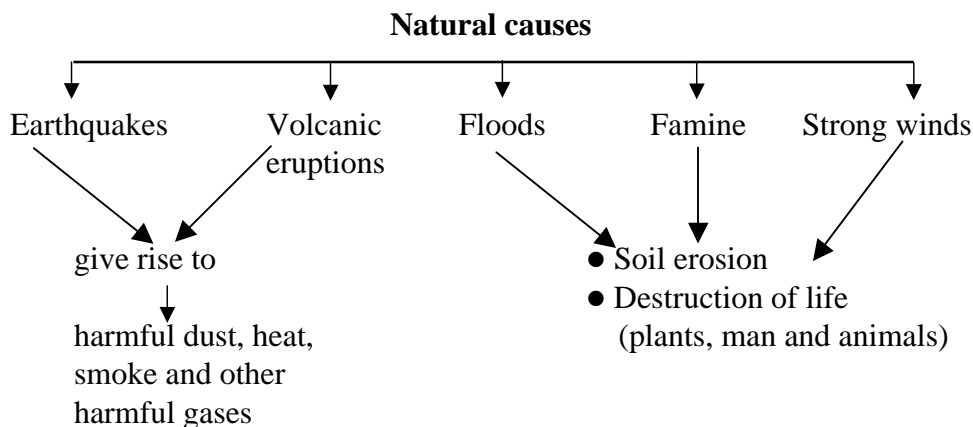 Natural causes
Earthquakes
Volcanic
eruptions
Floods
Famine
Strong winds
give rise to
harmful dust, heat,
smoke and other
harmful gases
● Soil erosion
● Destruction of life
(plants, man and animals)